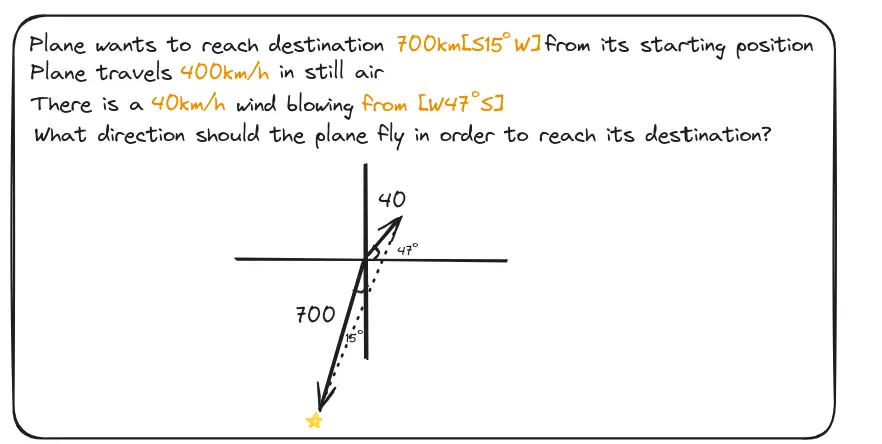 Plane wants to reach destination 700km[S15°W] from its starting position
Plane travels 400km/h in still air
There is a 40km/h wind blowing from [W47°S]
What direction should the plane fly in order to reach its destination?
40
47°
700
15°